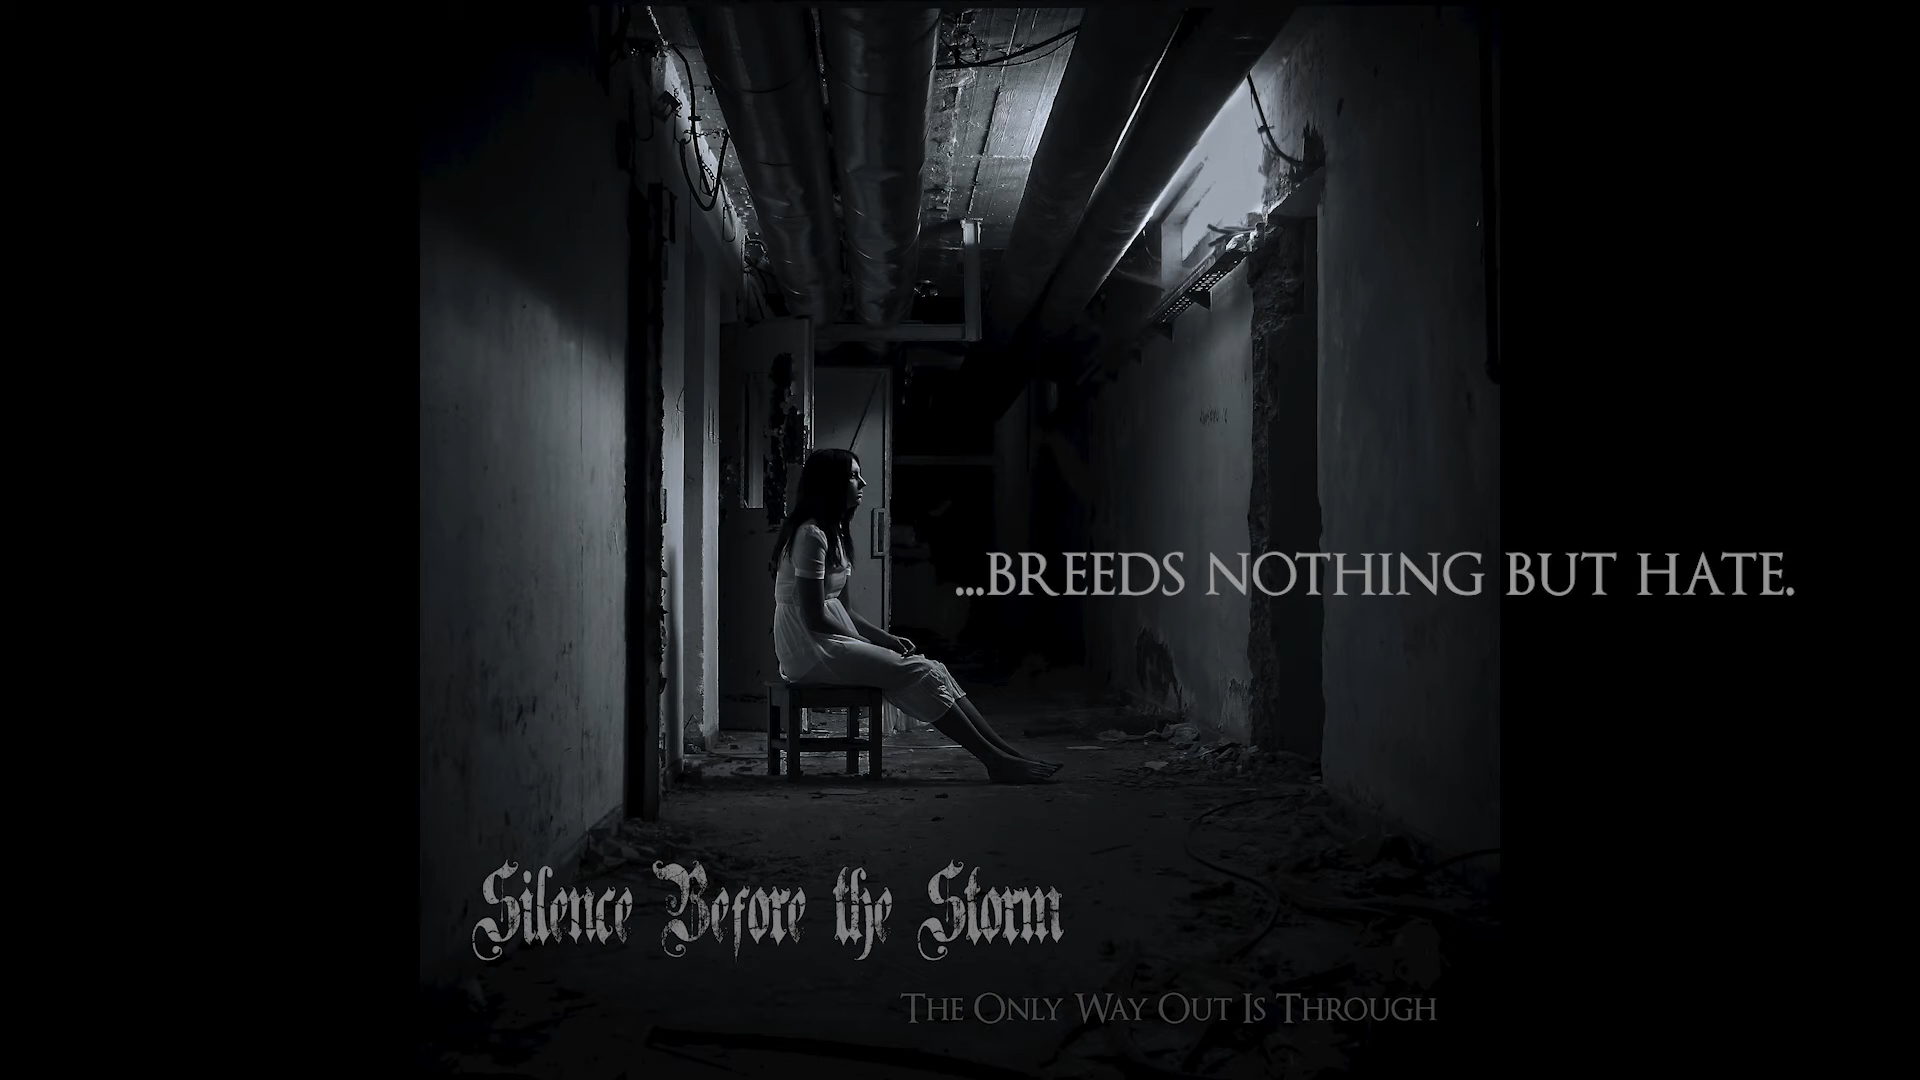 ...BREEDS NOTHING BUT HATE.
Silence Before the Storm
THE ONLY WAY OUT IS THROUGH